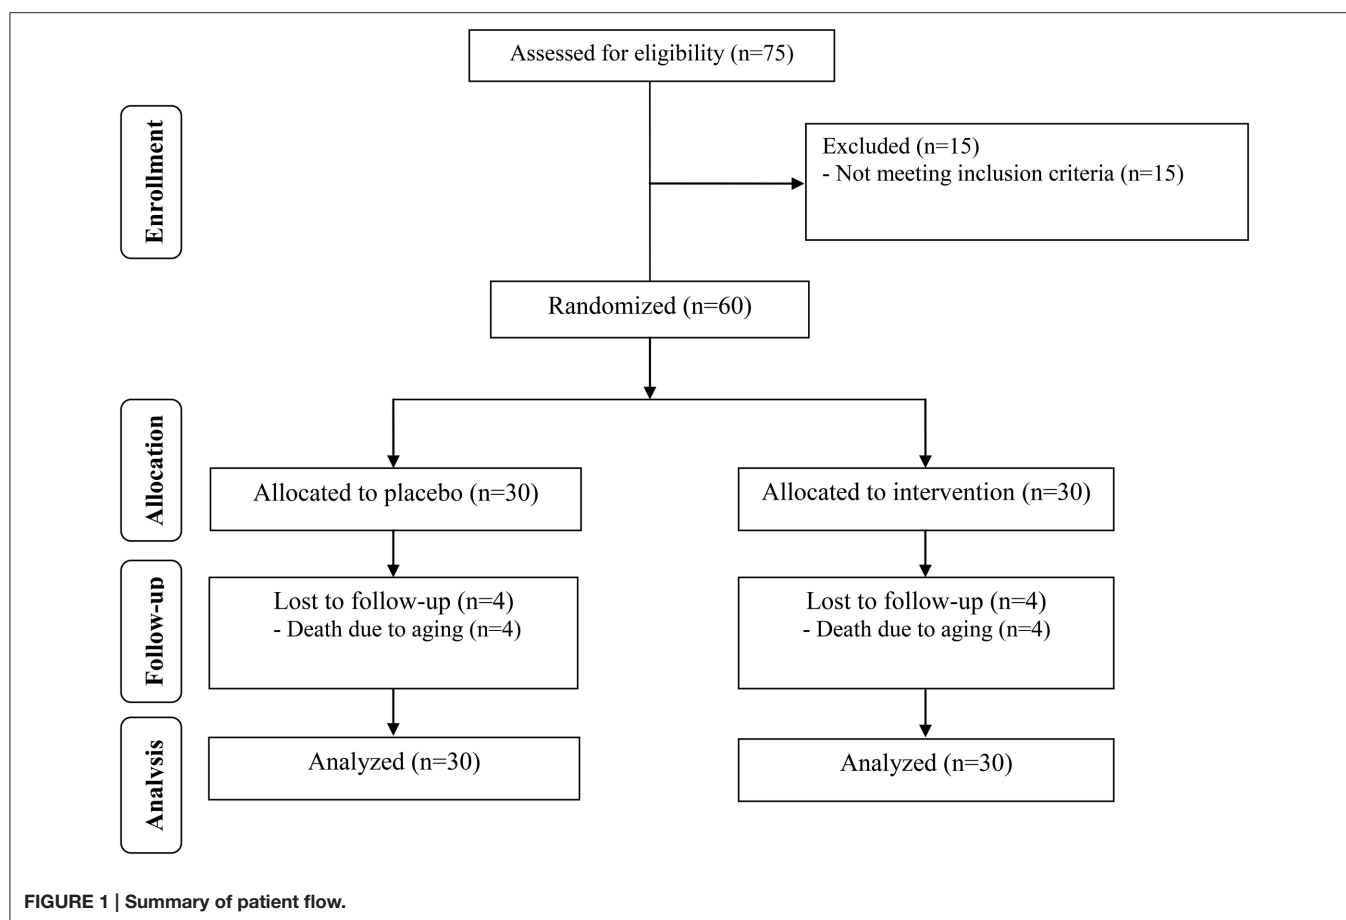 Assessed for eligibility (n=75)
Enrollment
Excluded (n=15)
- Not meeting inclusion criteria (n=15)
Randomized (n=60)
Allocation
Allocated to placebo (n=30)
Allocated to intervention (n=30)
Follow-up
Lost to follow-up (n=4)
- Death due to aging (n=4)
Lost to follow-up (n=4)
- Death due to aging (n=4)
Analysis
Analyzed (n=30)
Analyzed (n=30)
FIGURE 1 | Summary of patient flow.